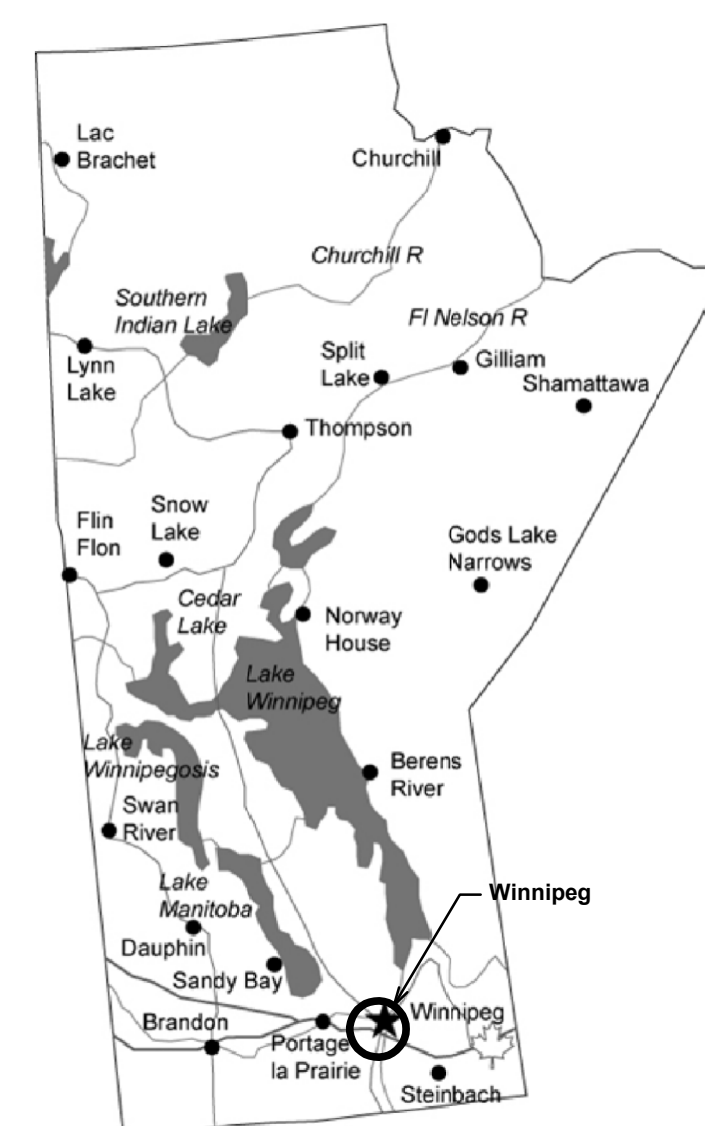 Lac
Brachet
Churchill
Churchill R
Southern
Indian Lake
Fl Nelson R
Lynn
Lake
Split
Lake
Gilliam
Shamattawa
Thompson
Flin
Flon
Snow
Lake
Gods Lake
Narrows
Cedar
Lake
Norway
House
Lake
Winnipeg
Lake
Winnipegosis
Berens
River
Swan
River
Lake
Manitoba
Winnipeg
Dauphin
Sandy Bay
Brandon
Winnipeg
Portage
la Prairie
Steinbach